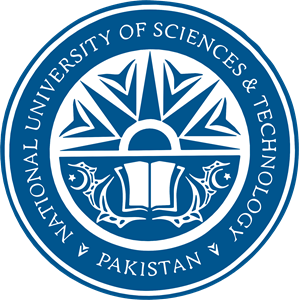 NATIONAL UNIVERSITY OF SCIENCES & TECHNOLOGY
PAKISTAN